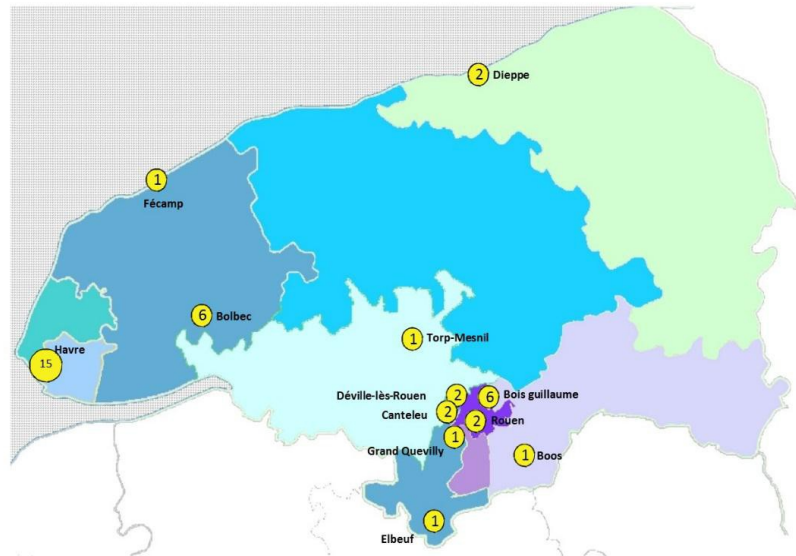 2 Dieppe
1
Fécamp
6 Bolbec
1 Torp-Mesnil
Havre
15
Déville-lès-Rouen 2
6 Bois guillaume
Canteleu 2
2 Rouen
Grand Quevilly 1
1 Boos
1
Elbeuf